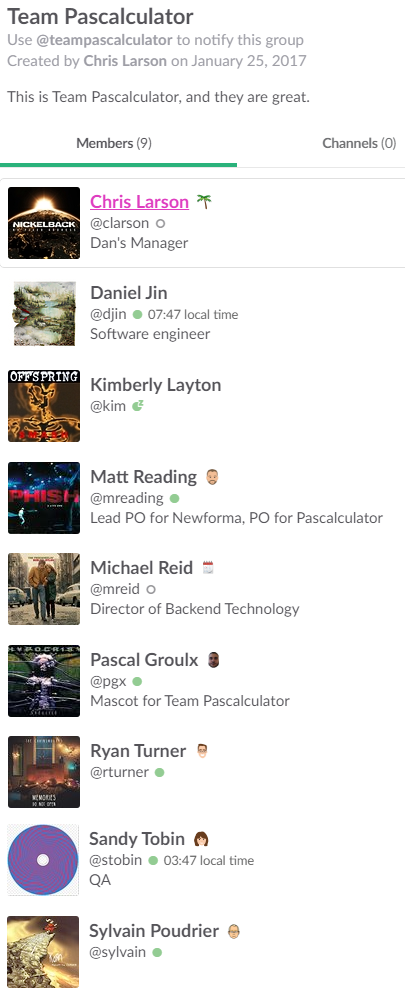 Team Pascalculator
Use @teampascalculator to notify this group
Created by Chris Larson on January 25, 2017
This is Team Pascalculator, and they are great.
Members (9)
Channels (0)
NICKELBACK
Chris Larson
@clarson
Dan's Manager
Daniel Jin
@djin 07:47 local time
Software engineer
OFFSPRING
SMASH
Kimberly Layton
@kim
z
PHISH
Matt Reading
@mreading
Lead PO for Newforma, PO for Pascalculator
Michael Reid
@mreid
Director of Backend Technology
HYPOCRISY
Pascal Groulx
@pgx
Mascot for Team Pascalculator
THE CHAINSMOKERS
MEMORIES
DO NOT OPEN
Ryan Turner
@rturner
Sandy Tobin
@stobin 03:47 local time
QA
Sylvain Poudrier
@sylvain